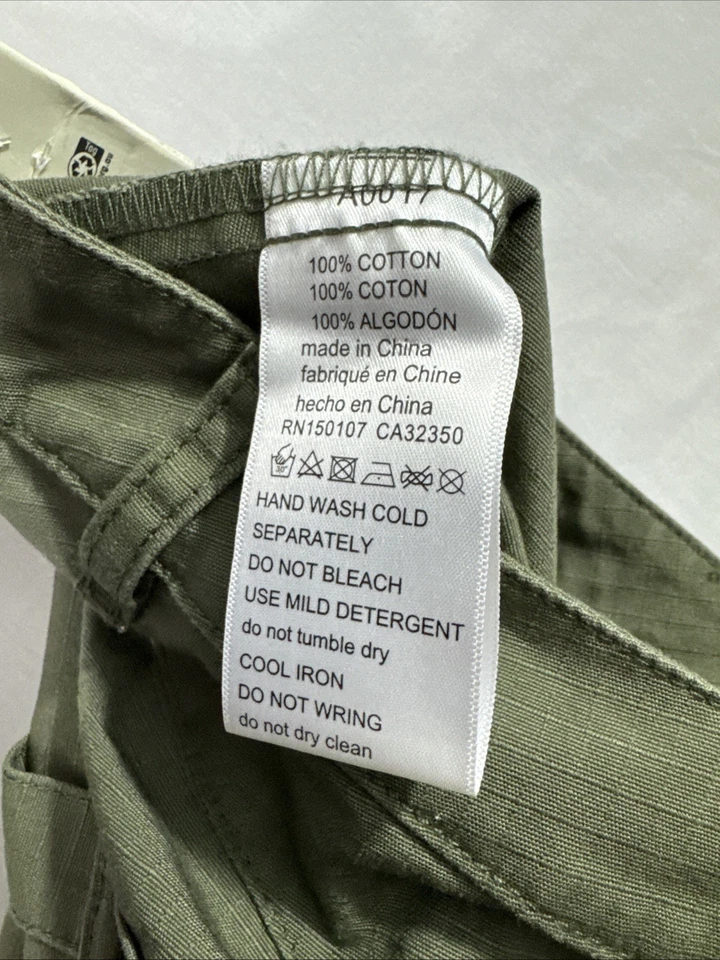 A0017
100% COTTON
100% COTON
100% ALGODÓN
made in China
fabriqué en Chine
hecho en China
RN150107 CA32350
30°
HAND WASH COLD
SEPARATELY
DO NOT BLEACH
USE MILD DETERGENT
do not tumble dry
COOL IRON
DO NOT WRING
do not dry clean